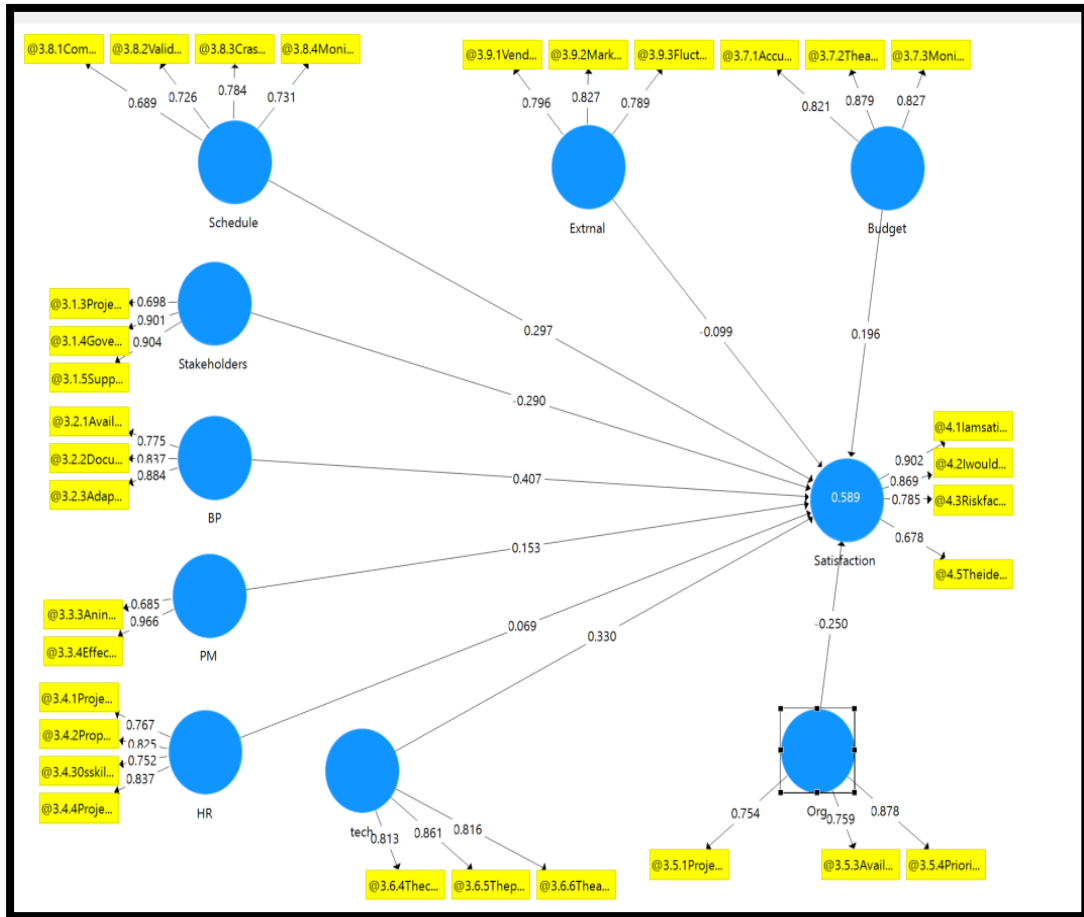 @3.8.1Com...
@3.8.2Valid...
@3.8.3Cras...
@3.8.4Moni...
0.689
0.726
0.784
0.731
Schedule
@3.9.1Vend...
@3.9.2Mark...
@3.9.3Fluct...
0.796
0.827
0.789
Extrnal
@3.7.1Accu...
@3.7.2Thea...
@3.7.3Moni...
0.821
0.879
0.827
Budget
0.297
-0.099
0.196
@3.1.3Proje...
0.698
@3.1.4Gove...
0.901
@3.1.5Supp...
0.904
Stakeholders
-0.290
@3.2.1Avail...
0.775
@3.2.2Docu...
0.837
@3.2.3Adap...
0.884
BP
0.407
@4.1Iamsati...
0.902
@4.2Iwould...
0.869
@4.3Riskfac...
0.785
@4.5Theide...
0.678
0.589
Satisfaction
@3.3.3Anin...
0.685
@3.3.4Effec...
0.966
PM
0.153
@3.4.1Proje...
0.767
@3.4.2Prop...
0.825
@3.4.3Osskil...
0.752
@3.4.4Proje...
0.837
HR
0.069
0.330
tech
0.813
0.861
0.816
@3.6.4Thec...
@3.6.5Thep...
@3.6.6Thea...
-0.250
Org
0.754
0.759
0.878
@3.5.1Proje...
@3.5.3Avail...
@3.5.4Priori...